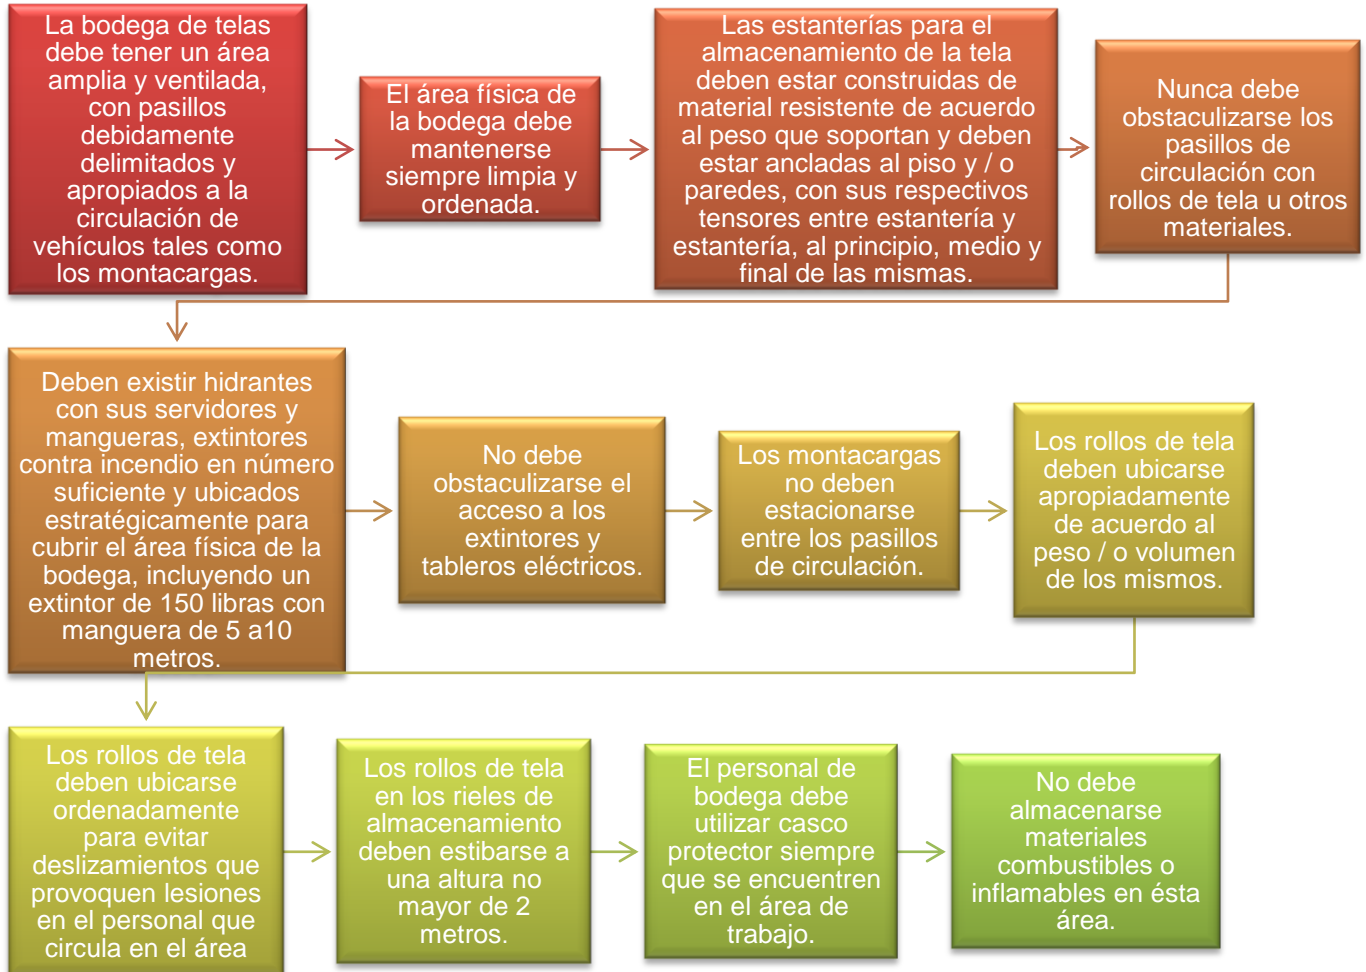 La bodega de telas
debe tener un área
amplia y ventilada,
con pasillos
debidamente
delimitados y
apropiados a la
circulación de
vehículos tales como
los montacargas.
El área física de
la bodega debe
mantenerse
siempre limpia y
ordenada.
Las estanterías para el
almacenamiento de la tela
deben estar construidas de
material resistente de acuerdo
al peso que soportan y deben
estar ancladas al piso y / o
paredes, con sus respectivos
tensores entre estantería y
estantería, al principio, medio y
final de las mismas.
Nunca debe
obstaculizarse los
pasillos de
circulación con
rollos de tela u otros
materiales.
Deben existir hidrantes
con sus servidores y
mangueras, extintores
contra incendio en número
suficiente y ubicados
estratégicamente para
cubrir el área física de la
bodega, incluyendo un
extintor de 150 libras con
manguera de 5 a10
metros.
No debe
obstaculizarse el
acceso a los
extintores y
tableros eléctricos.
Los montacargas
no deben
estacionarse
entre los pasillos
de circulación.
Los rollos de tela
deben ubicarse
apropiadamente
de acuerdo al
peso / o volumen
de los mismos.
Los rollos de tela
deben ubicarse
ordenadamente
para evitar
deslizamientos que
provoquen lesiones
en el personal que
circula en el área
Los rollos de tela
en los rieles de
almacenamiento
deben estibarse a
una altura no
mayor de 2
metros.
El personal de
bodega debe
utilizar casco
protector siempre
que se encuentren
en el área de
trabajo.
No debe
almacenarse
materiales
combustibles o
inflamables en ésta
área.